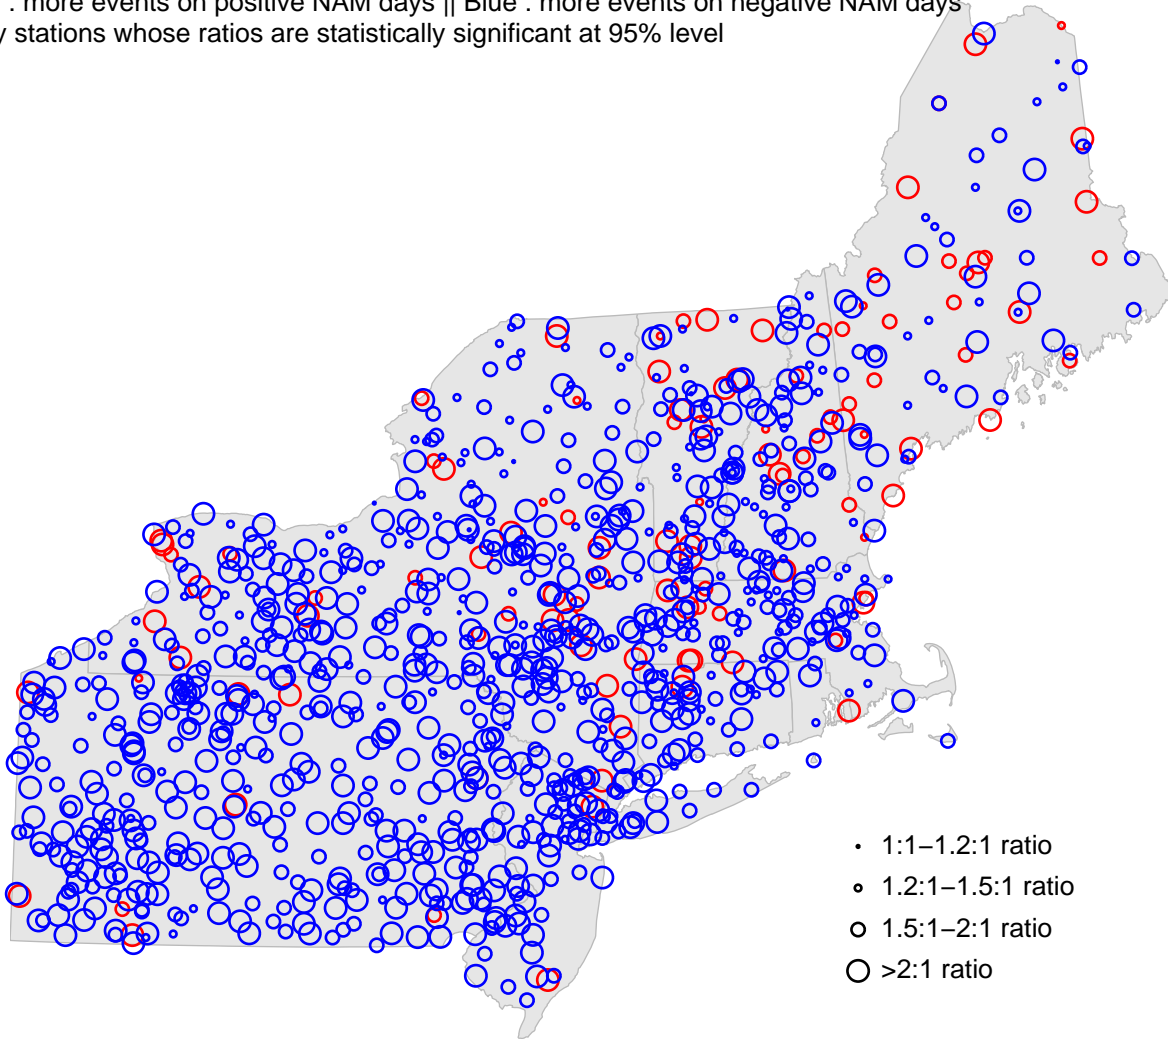 : more events on positive NAM days || Blue : more events on negative NAM days
stations whose ratios are statistically significant at 95% level
1:1–1.2:1 ratio
1.2:1–1.5:1 ratio
1.5:1–2:1 ratio
>2:1 ratio